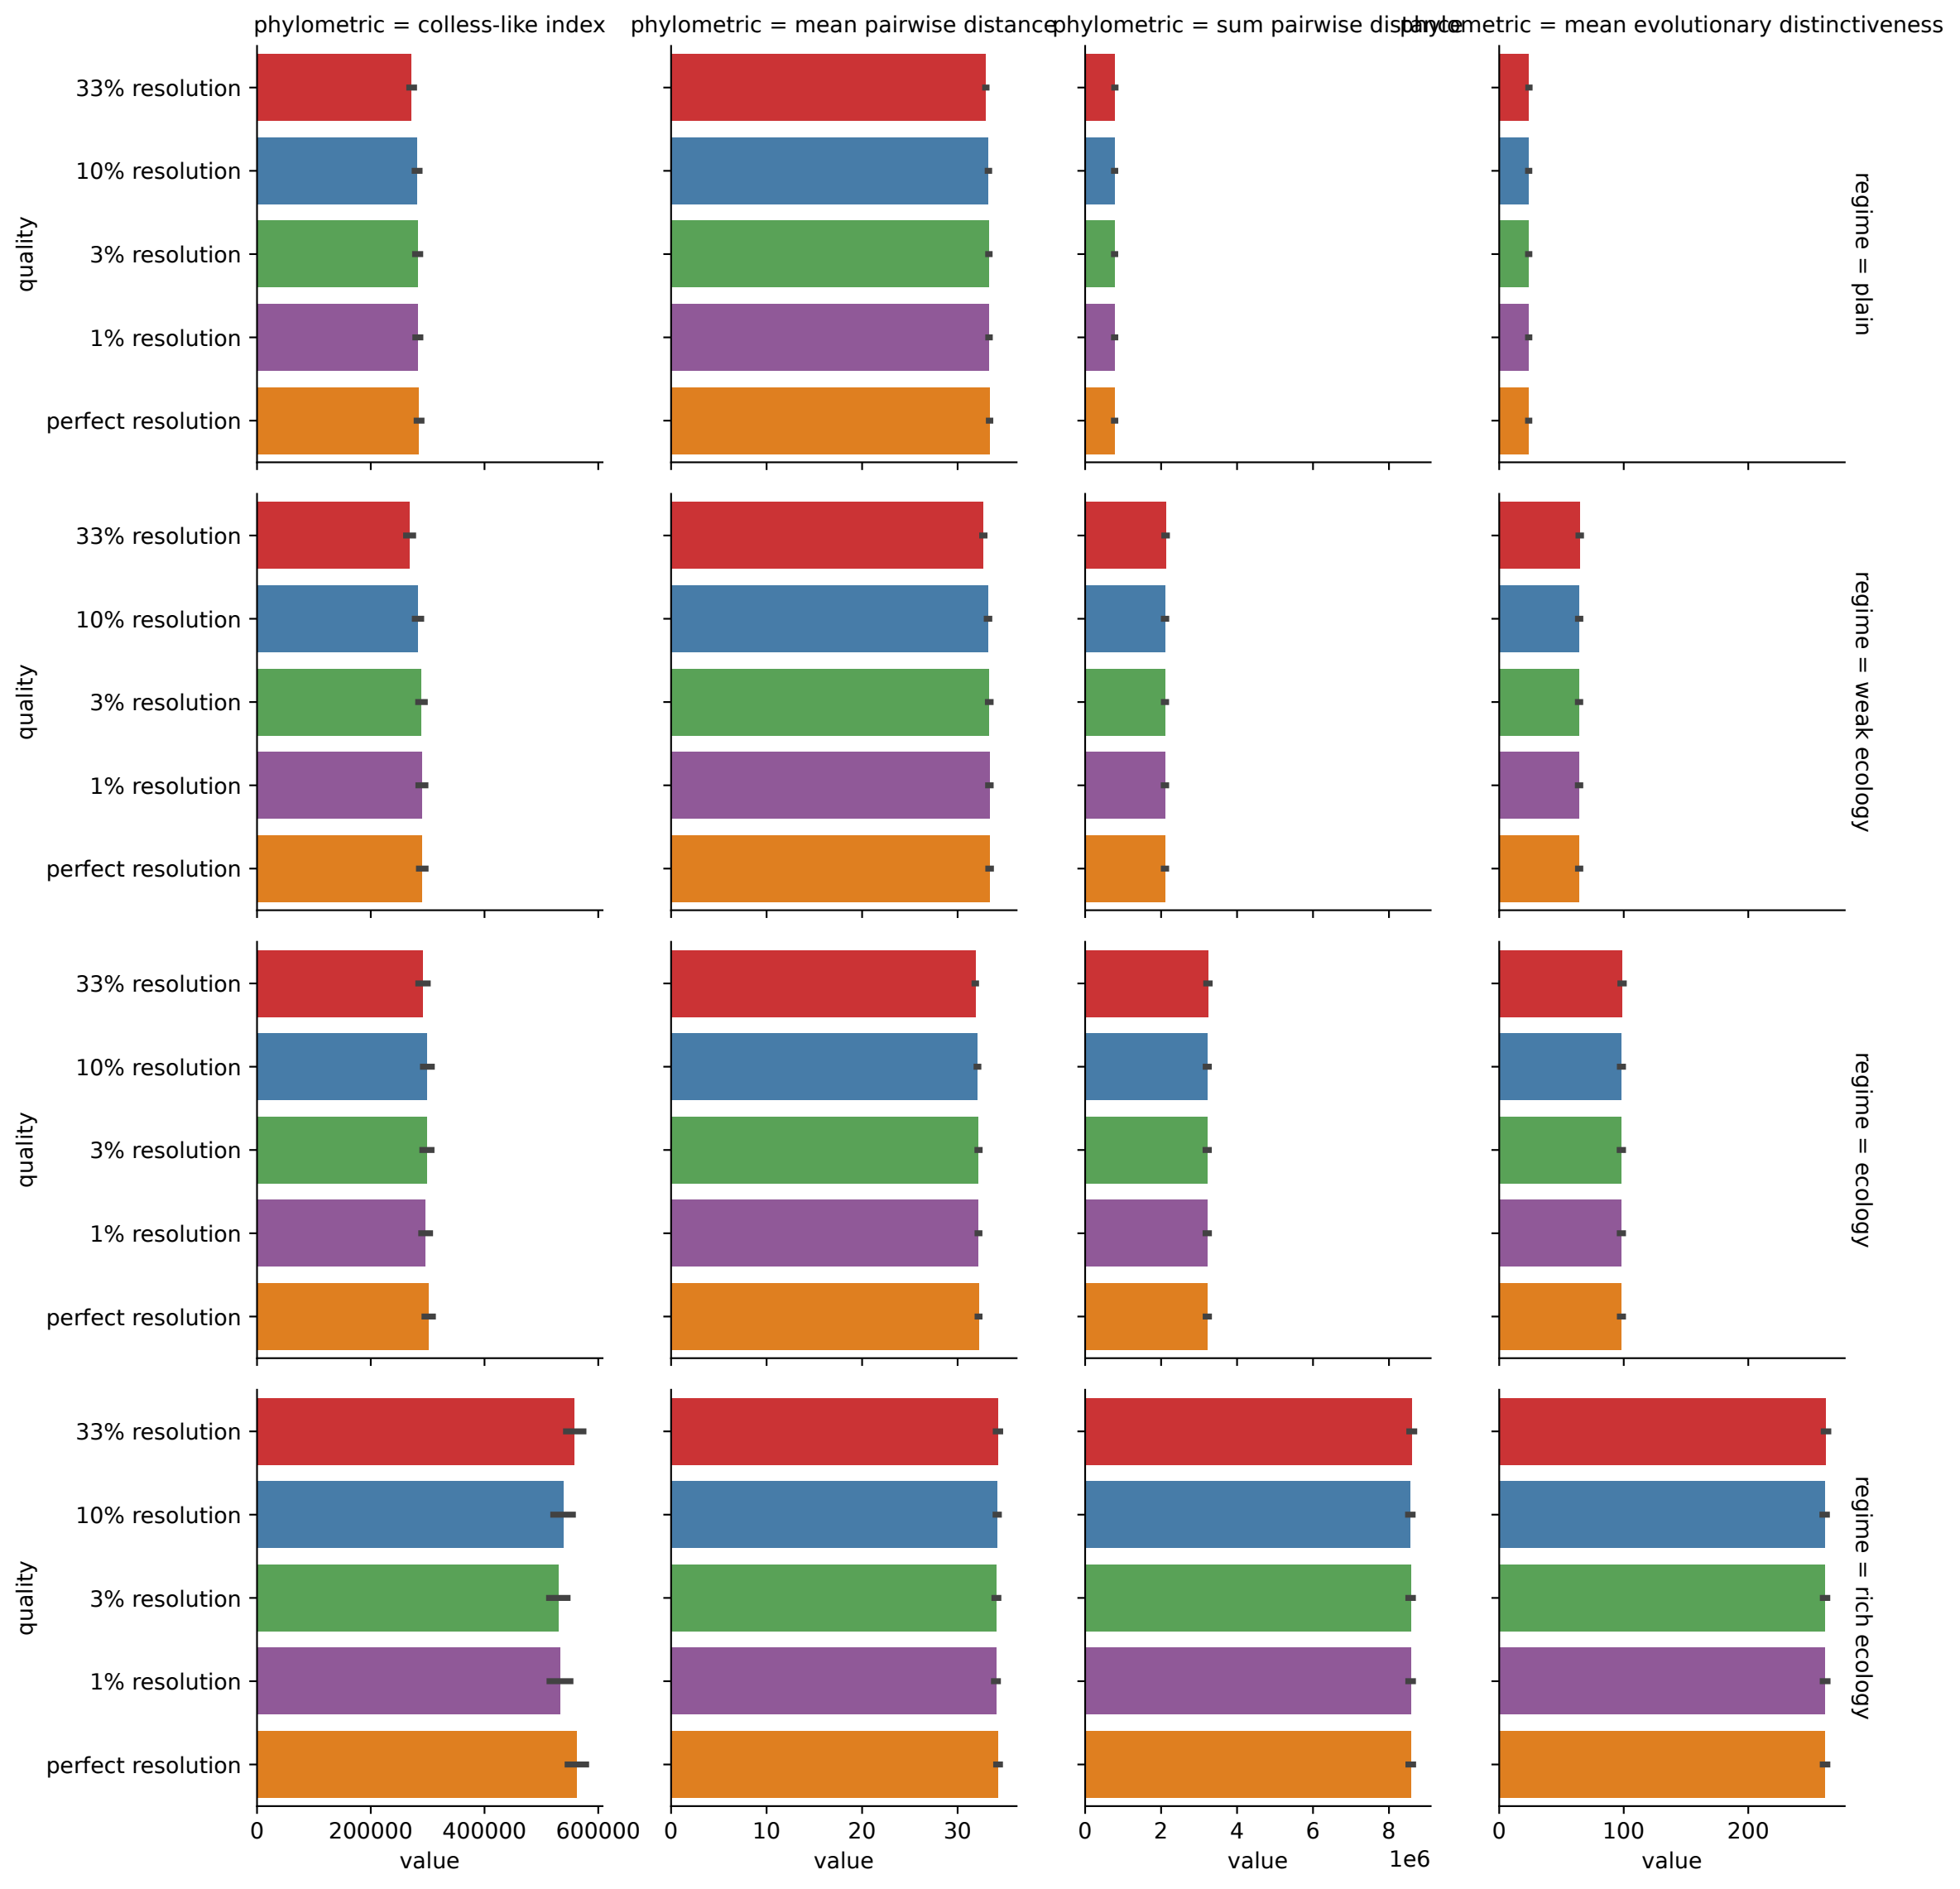 phylometric = colless-like index
phylometric = mean pairwise distance
phylometric = sum pairwise distance
phylometric = mean evolutionary distinctiveness
quality
33% resolution
10% resolution
3% resolution
1% resolution
perfect resolution
regime = plain
quality
33% resolution
10% resolution
3% resolution
1% resolution
perfect resolution
regime = weak ecology
quality
33% resolution
10% resolution
3% resolution
1% resolution
perfect resolution
regime = ecology
quality
33% resolution
10% resolution
3% resolution
1% resolution
perfect resolution
regime = rich ecology
0 200000 400000 600000
value
0 10 20 30
value
0 2 4 6 8
1e6
value
0 100 200
value